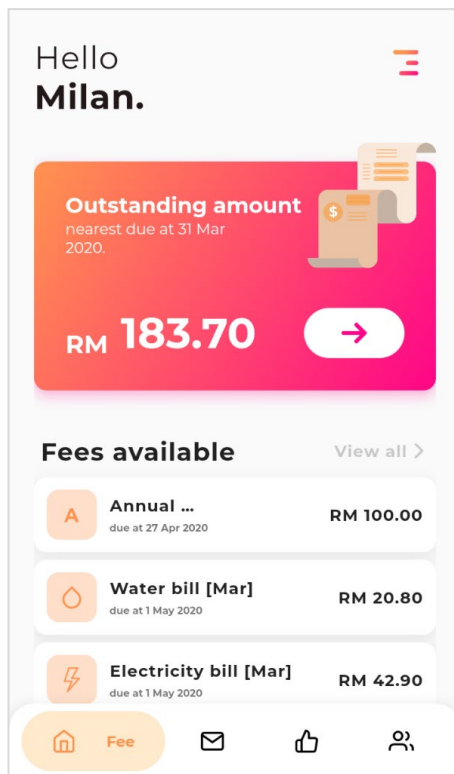 Hello
Milan.
Outstanding amount
nearest due at 31 Mar
2020.
$
RM 183.70
Fees available
View all
A
Annual ...
RM 100.00
due at 27 Apr 2020
Water bill [Mar]
RM 20.80
due at 1 May 2020
Electricity bill [Mar]
RM 42.90
due at 1 May 2020
Fee